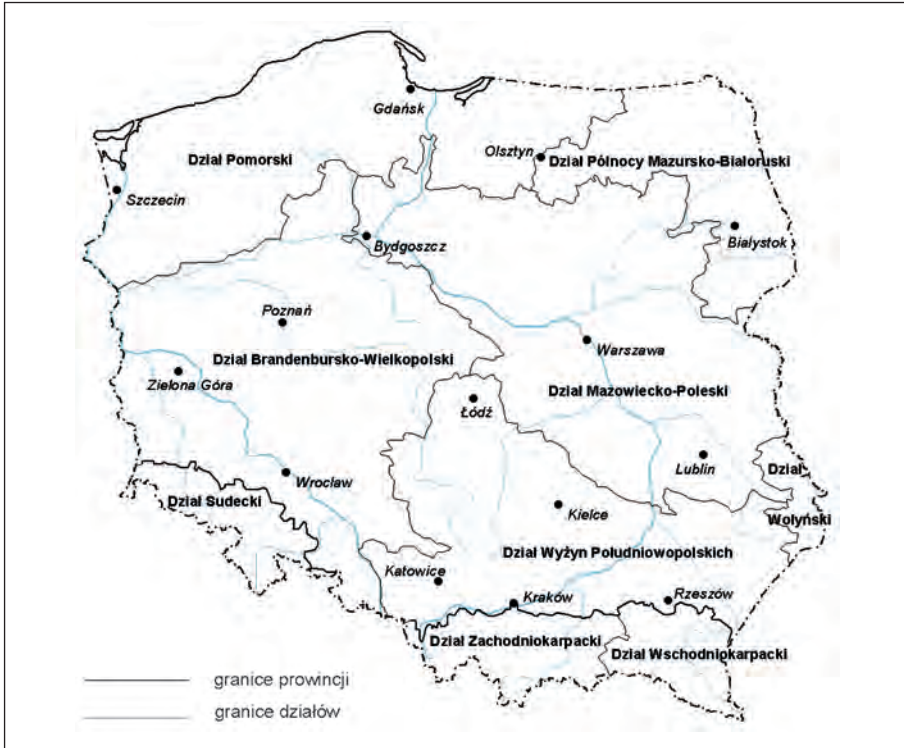 Gdańsk
Olsztyn
Dział Pomorski
Dział Północy Mazursko-Białoruski
Szczecin
Bydgoszcz
Białystok
Poznań
Warszawa
Dział Brandenbursko-Wielkopolski
Zielona Góra
Dział Mazowiecko-Poleski
Łódź
Lublin
Dział
Wrocław
Dział Sudecki
Kielce
Wołyński
Dział Wyżyn Południowopolskich
Katowice
Kraków
Rzeszów
Dział Zachodniokarpacki
Dział Wschodniokarpacki
granice prowincji
granice działów